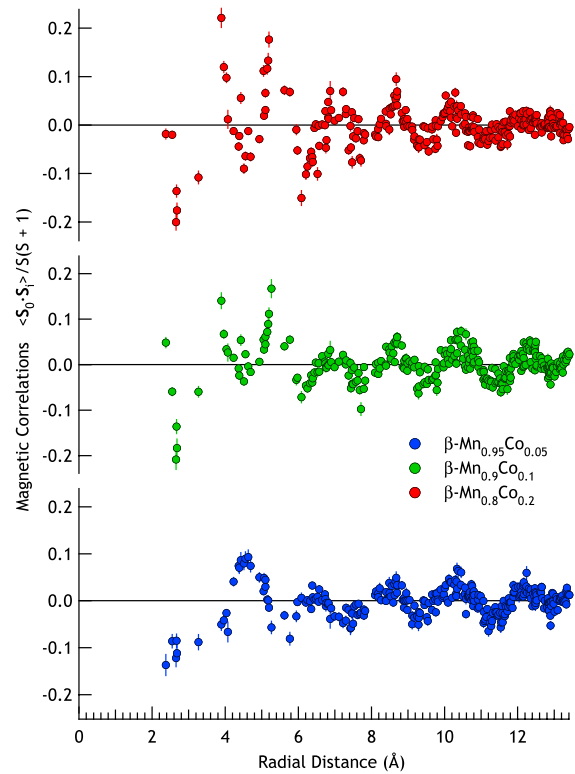 0.2
0.1
0.0
-0.1
-0.2
0.2
0.1
0.0
-0.1
-0.2
0.2
0.1
0.0
-0.1
-0.2
Magnetic Correlations <S₀·Sᵢ>/S(S + 1)
β-Mn₀.₉₅Co₀.₀₅
β-Mn₀.₉Co₀.₁
β-Mn₀.₈Co₀.₂
0 2 4 6 8 10 12
Radial Distance (Å)